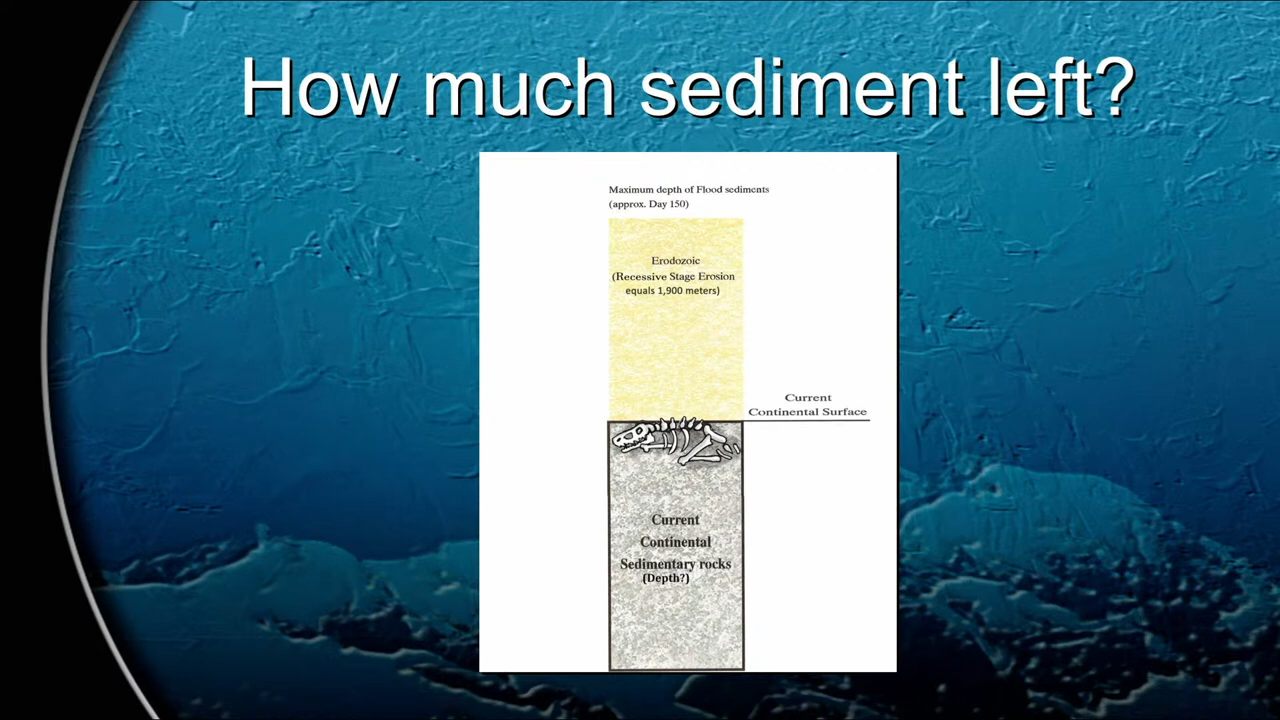 How much sediment left?
Maximum depth of Flood sediments
(approx. Day 150)
Erodozoic
(Recessive Stage Erosion
equals 1,900 meters)
Current
Continental Surface
Current
Continental
Sedimentary rocks
(Depth?)